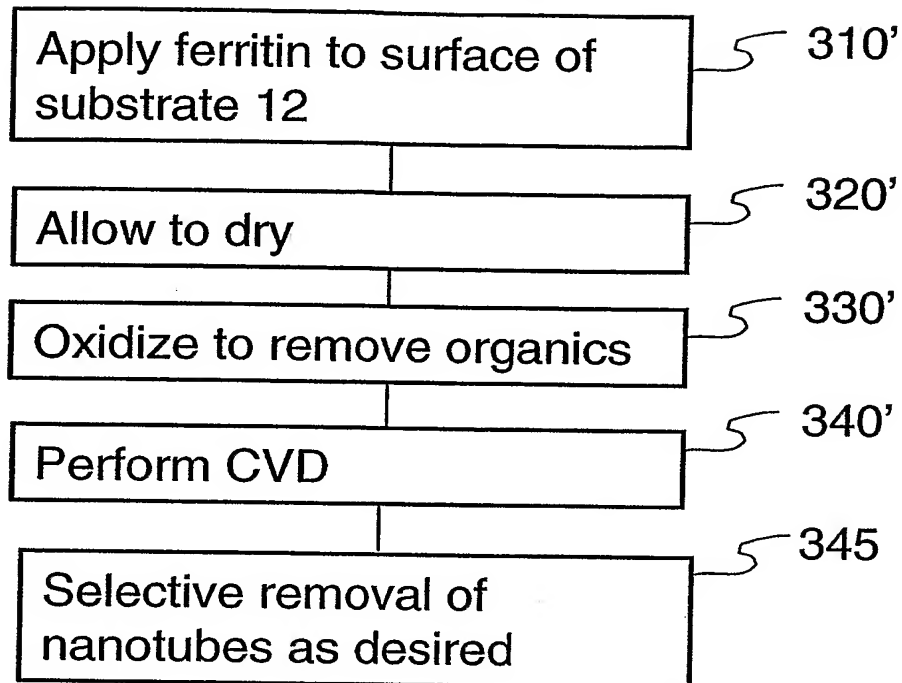 Apply ferritin to surface of
substrate 12
310’
Allow to dry
320’
Oxidize to remove organics
330’
Perform CVD
340’
Selective removal of
nanotubes as desired
345